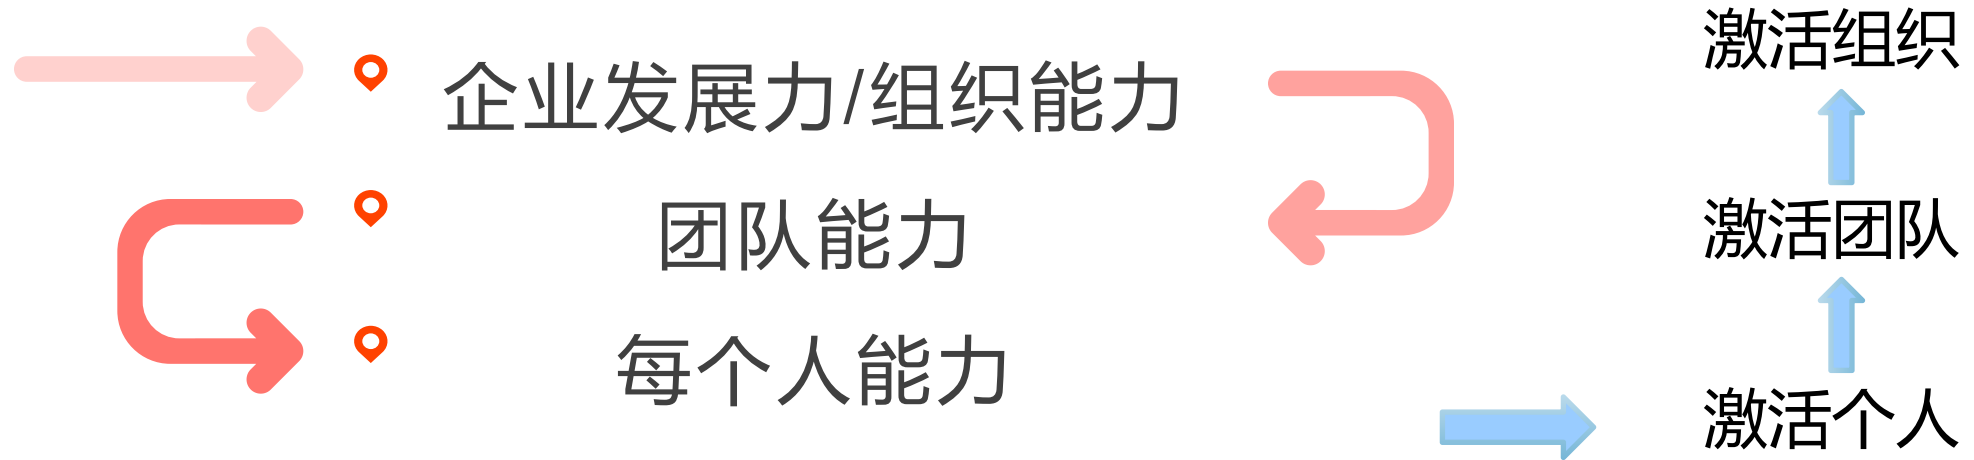 企业发展力/组织能力
团队能力
每个人能力
激活组织
激活团队
激活个人